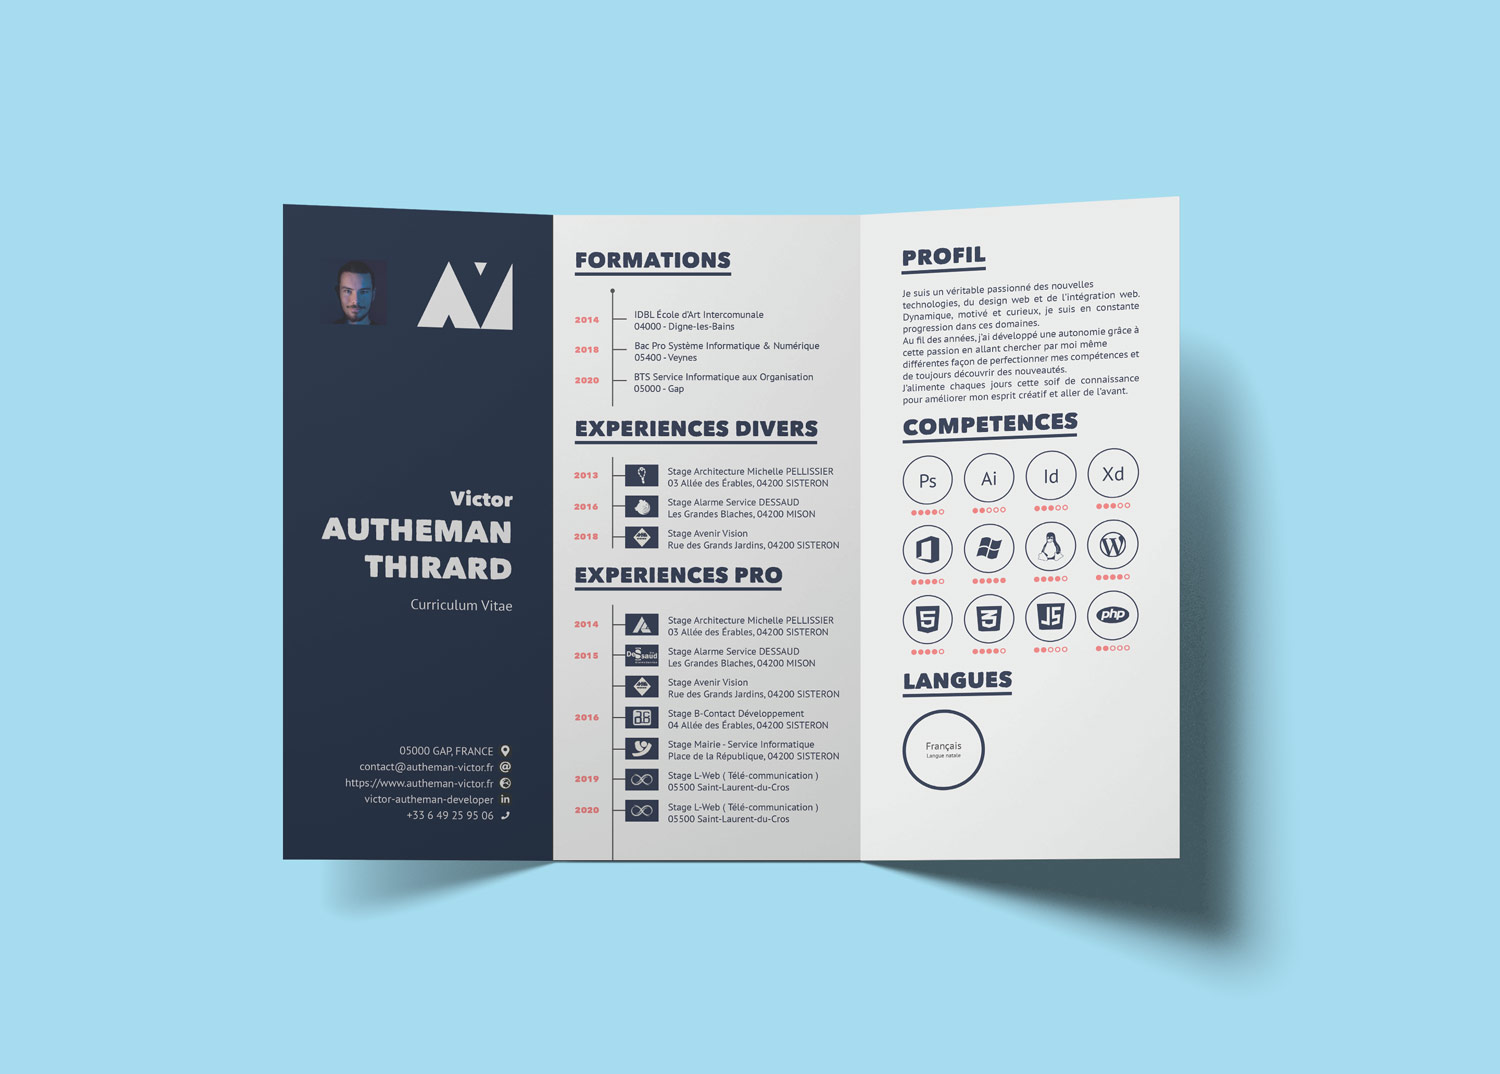 Victor
AUTHEMAN
THIRARD
Curriculum Vitae
05000 GAP, FRANCE
contact@autheman-victor.fr
https://www.autheman-victor.fr
victor-autheman-developer in
+33 6 49 25 95 06
FORMATIONS
2014 IDBL École d'Art Intercomunale
04000 - Digne-les-Bains
2018 Bac Pro Système Informatique & Numérique
05400 - Veynes
2020 BTS Service Informatique aux Organisation
05000 - Gap
EXPERIENCES DIVERS
2013 Stage Architecture Michelle PELLISSIER
03 Allée des Érables, 04200 SISTERON
2016 Stage Alarme Service DESSAUD
Les Grandes Blaches, 04200 MISON
2018 Stage Avenir Vision
Rue des Grands Jardins, 04200 SISTERON
EXPERIENCES PRO
2014 Stage Architecture Michelle PELLISSIER
03 Allée des Érables, 04200 SISTERON
2015 Dessaud Stage Alarme Service DESSAUD
Les Grandes Blaches, 04200 MISON
Stage Avenir Vision
Rue des Grands Jardins, 04200 SISTERON
2016 Stage B-Contact Développement
04 Allée des Érables, 04200 SISTERON
Stage Mairie - Service Informatique
Place de la République, 04200 SISTERON
2019 Stage L-Web ( Télé-communication )
05500 Saint-Laurent-du-Cros
2020 Stage L-Web ( Télé-communication )
05500 Saint-Laurent-du-Cros
PROFIL
Je suis un véritable passionné des nouvelles
technologies, du design web et de l'intégration web.
Dynamique, motivé et curieux, je suis en constante
progression dans ces domaines.
Au fil des années, j'ai développé une autonomie grâce à
cette passion en allant chercher par moi même
différentes façon de perfectionner mes compétences et
de toujours découvrir des nouveautés.
J'alimente chaques jours cette soif de connaissance
pour améliorer mon esprit créatif et aller de l'avant.
COMPETENCES
Ps Ai Id Xd
W
5 3 JS php
LANGUES
Français
Langue natale